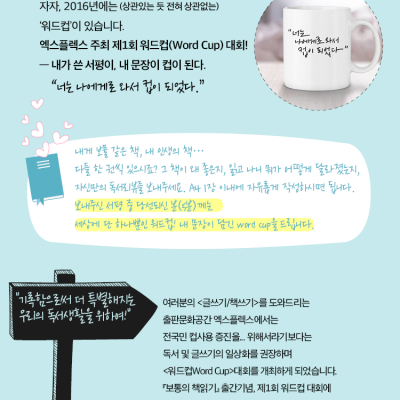 자자, 2016년에는 (상관있는 듯 전혀 상관없는)
'워드컵'이 있습니다.
엑스플렉스 주최 제1회 워드컵(Word Cup) 대회!
— 내가 쓴 서평이, 내 문장이 컵이 된다.
"너는 나에게로 와서 컵이 되었다."
"너는
나에게로 와서
컵이 되었다—"
내게 보물 같은 책, 내 인생의 책…
다들 한 권씩 있으시죠? 그 책이 왜 좋은지, 읽고 나니 뭐가 어떻게 달라졌는지,
자신만의 독서리뷰를 보내주세요. A4 1장 이내에 자유롭게 작성하시면 됩니다.
보내주신 서평 중 당선되신 분(5분)께는
세상에 단 하나뿐인 워드컵! 내 문장이 담긴 word cup을 드립니다.
"기록함으로써 더 특별해지는
우리의 독서생활을 위하여!"
여러분의 <글쓰기/책쓰기>를 도와드리는
출판문화공간 엑스플렉스에서는
전국민 컵사용 증진을... 위해서라기보다는
독서 및 글쓰기의 일상화를 권장하며
<워드컵Word Cup>대회를 개최하게 되었습니다.
『보통의 책읽기』 출간기념, 제1회 워드컵 대회에